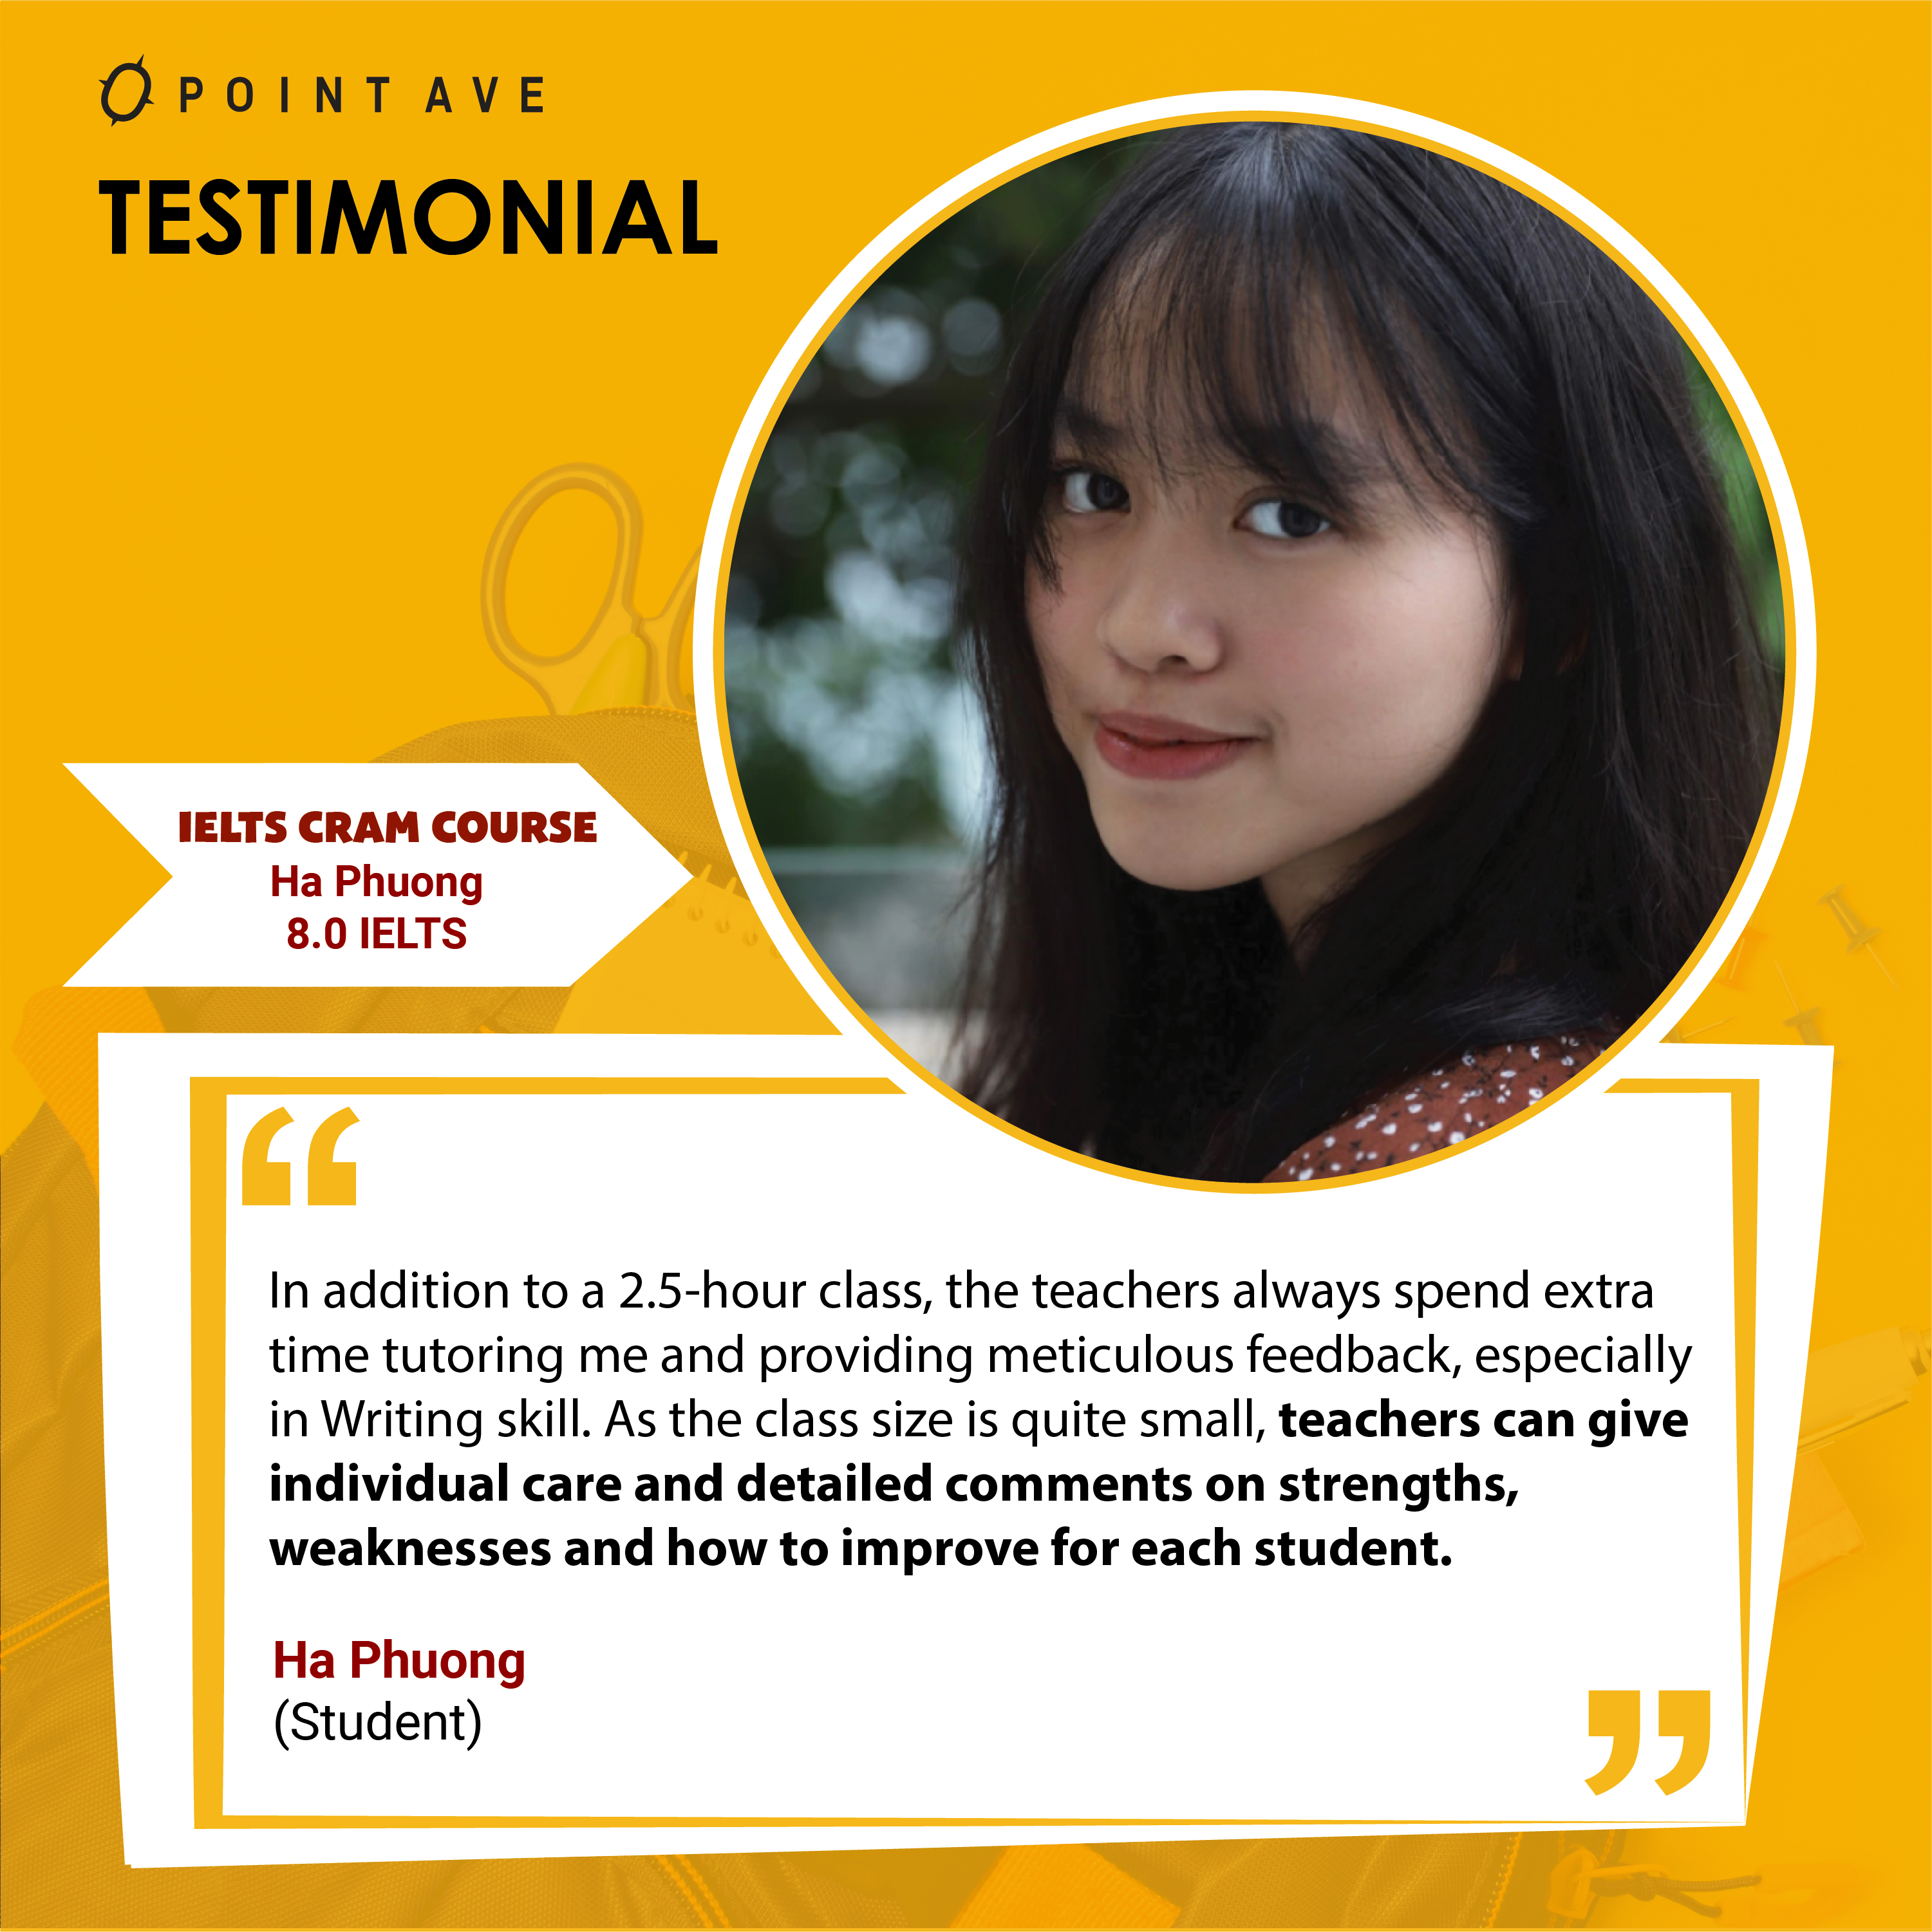 POINT AVE
TESTIMONIAL
IELTS CRAM COURSE
Ha Phuong
8.0 IELTS
“
In addition to a 2.5-hour class, the teachers always spend extra
time tutoring me and providing meticulous feedback, especially
in Writing skill. As the class size is quite small, teachers can give
individual care and detailed comments on strengths,
weaknesses and how to improve for each student.
Ha Phuong
(Student)
”